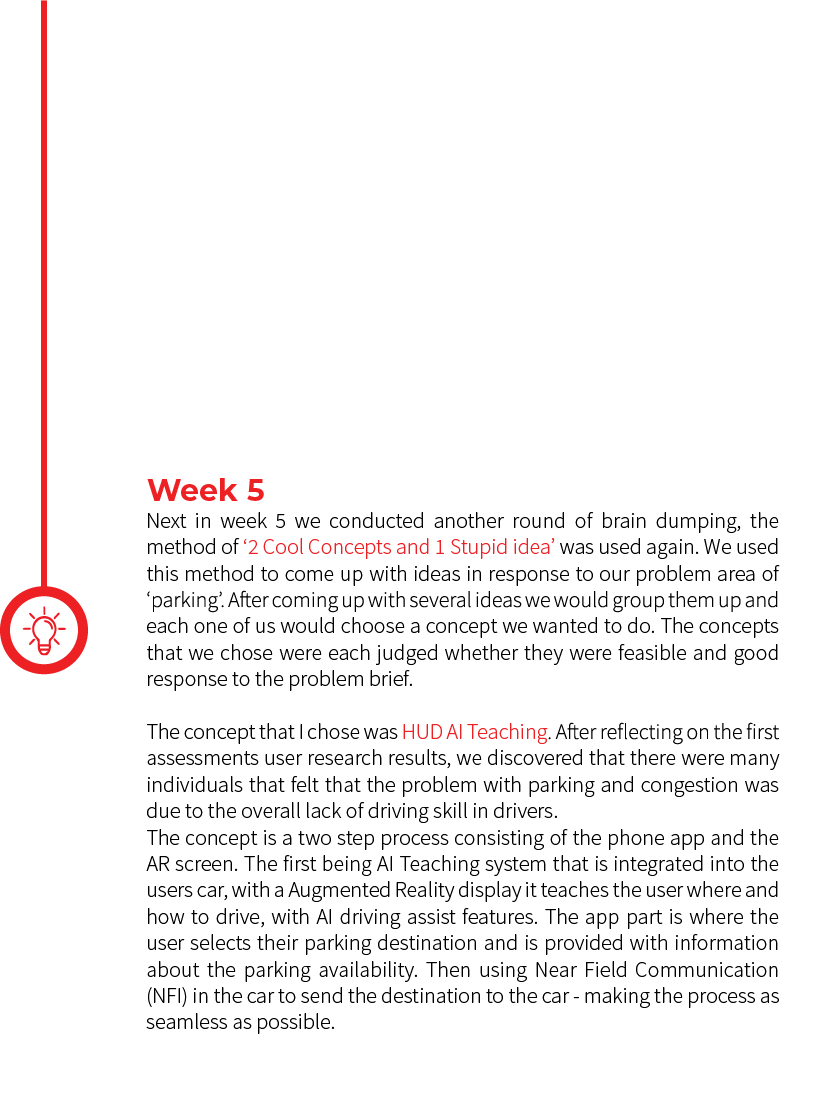 Week 5
Next in week 5 we conducted another round of brain dumping, the
method of ‘2 Cool Concepts and 1 Stupid idea’ was used again. We used
this method to come up with ideas in response to our problem area of
‘parking’. After coming up with several ideas we would group them up and
each one of us would choose a concept we wanted to do. The concepts
that we chose were each judged whether they were feasible and good
response to the problem brief.
The concept that I chose was HUD AI Teaching. After reflecting on the first
assessments user research results, we discovered that there were many
individuals that felt that the problem with parking and congestion was
due to the overall lack of driving skill in drivers.
The concept is a two step process consisting of the phone app and the
AR screen. The first being AI Teaching system that is integrated into the
users car, with a Augmented Reality display it teaches the user where and
how to drive, with AI driving assist features. The app part is where the
user selects their parking destination and is provided with information
about the parking availability. Then using Near Field Communication
(NFI) in the car to send the destination to the car - making the process as
seamless as possible.